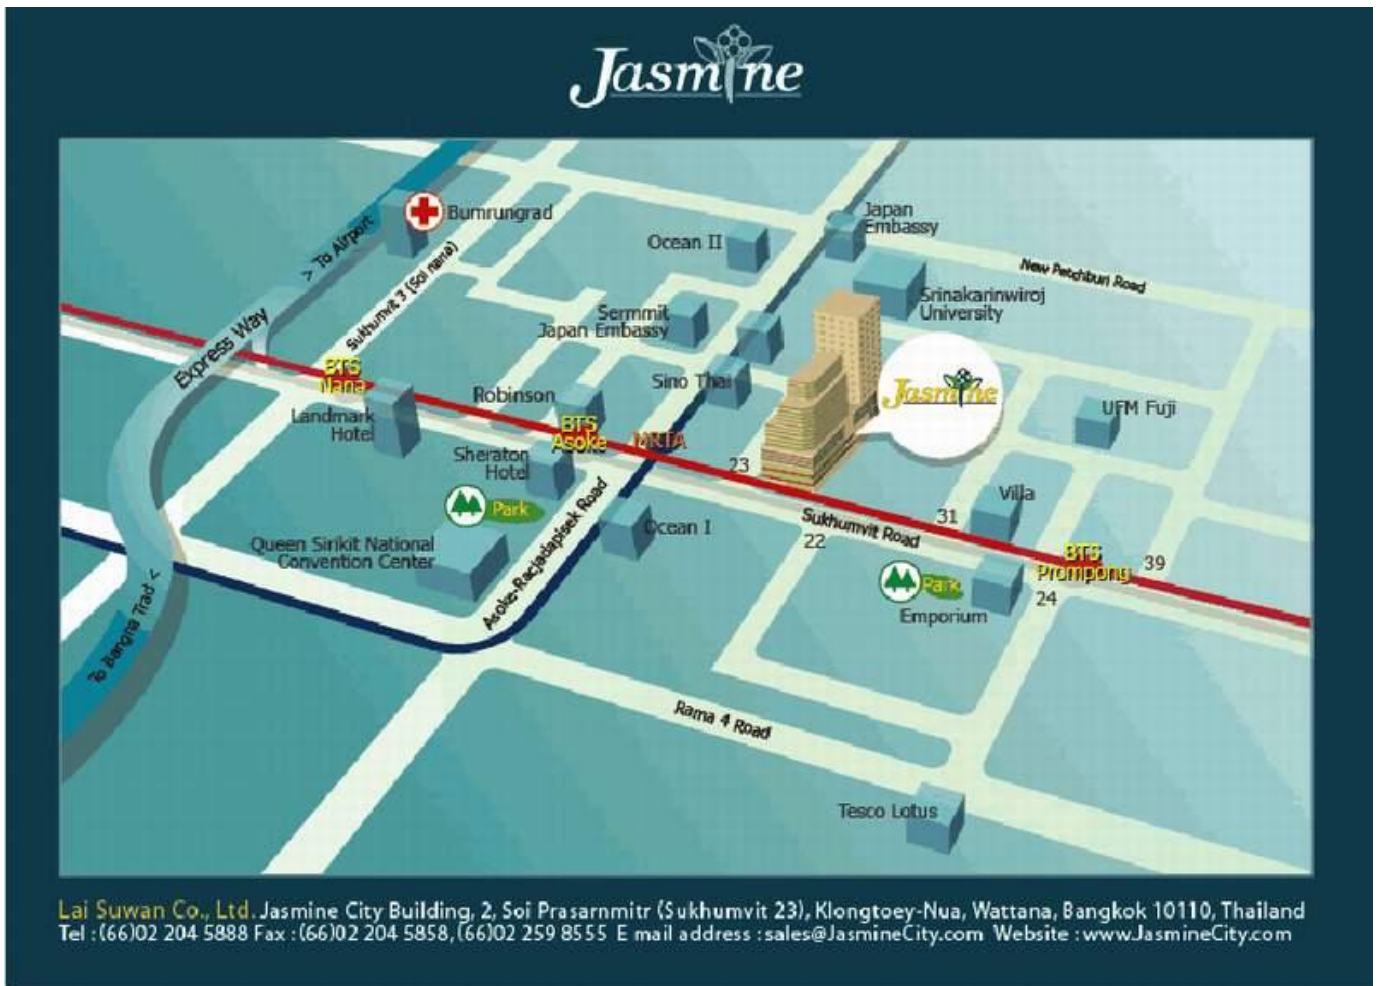 Jasmine
Bumrungrad
> To Airport
Sukhumvit 3 (Soi nana)
Express Way
Ocean II
Japan
Embassy
New Petchburi Road
Srinakarinwiroj
University
Sermmit
Japan Embassy
Sino Thai
Jasmine
UFM Fuji
BTS
Nana
Landmark
Hotel
Robinson
BTS
Asoke
MRTA
Sheraton
Hotel
23
Park
Ocean I
Villa
31
Sukhumvit Road
22
Queen Sirikit National
Convention Center
Asoke-Racjadapisek Road
BTS
Prompong
39
24
Park
Emporium
To Bangna Trad <
Rama 4 Road
Tesco Lotus
Lai Suwan Co., Ltd. Jasmine City Building, 2, Soi Prasarnmitr (Sukhumvit 23), Klongtoey-Nua, Wattana, Bangkok 10110, Thailand
Tel : (66)02 204 5888 Fax : (66)02 204 5858, (66)02 259 8555 E mail address : sales@JasmineCity.com Website : www.JasmineCity.com